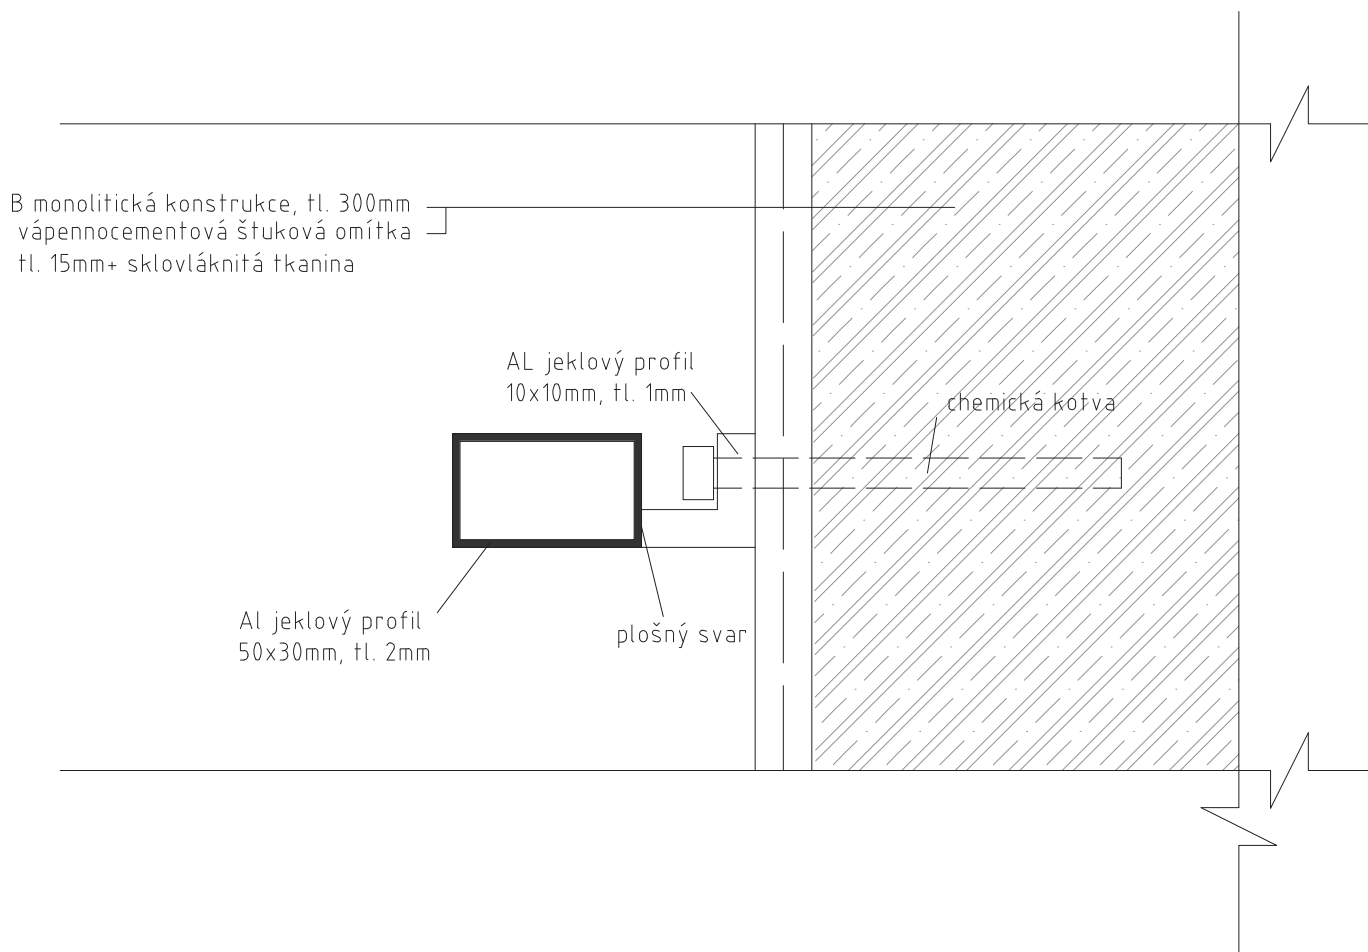 B monolitická konstrukce, tl. 300mm
vápennocementová štuková omítka
tl. 15mm+ sklovláknitá tkanina
AL jeklový profil
10x10mm, tl. 1mm
chemická kotva
Al jeklový profil
50x30mm, tl. 2mm
plošný svar